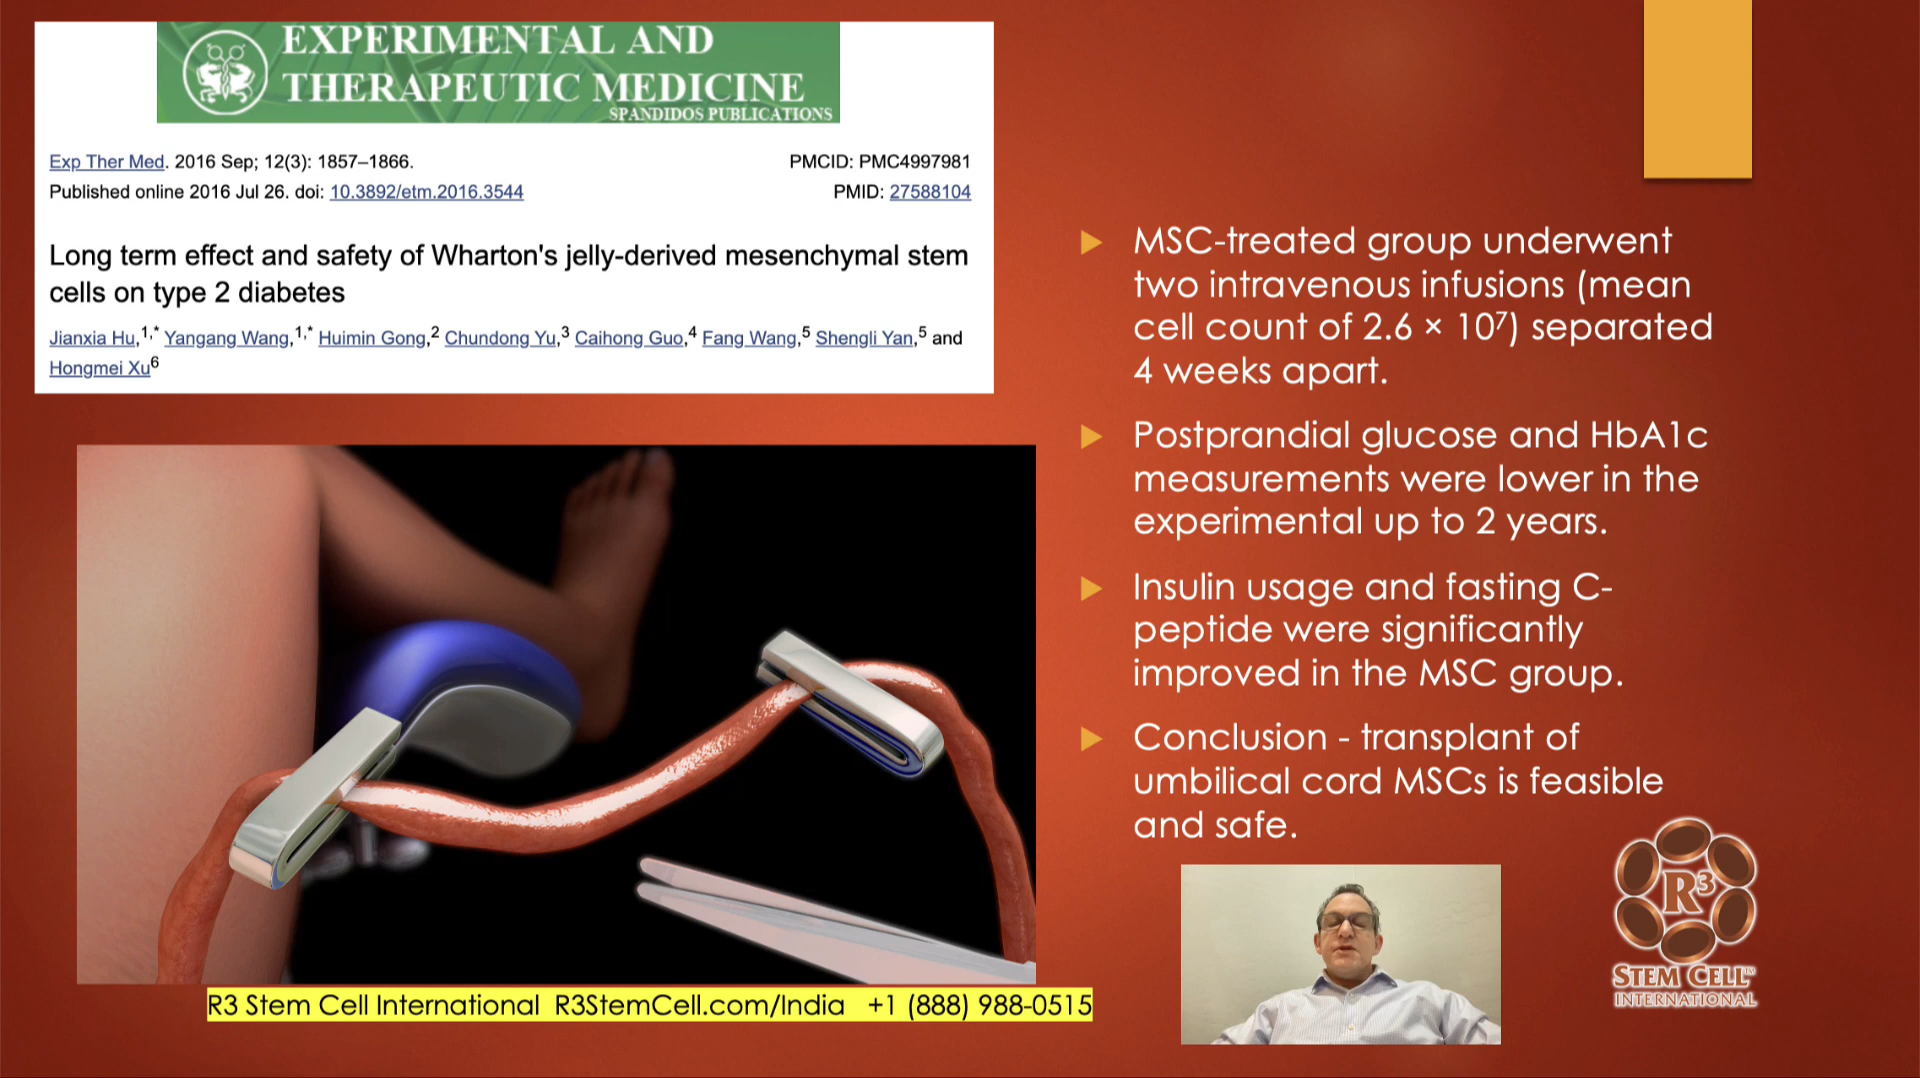 EXPERIMENTAL AND
THERAPEUTIC MEDICINE
SPANDIDOS PUBLICATIONS
Exp Ther Med. 2016 Sep; 12(3): 1857–1866.
PMCID: PMC4997981
Published online 2016 Jul 26. doi: 10.3892/etm.2016.3544
PMID: 27588104
Long term effect and safety of Wharton's jelly-derived mesenchymal stem
cells on type 2 diabetes
Jianxia Hu,1,* Yangang Wang,1,* Huimin Gong,2 Chundong Yu,3 Caihong Guo,4 Fang Wang,5 Shengli Yan,5 and
Hongmei Xu6
MSC-treated group underwent
two intravenous infusions (mean
cell count of 2.6 × 10⁷) separated
4 weeks apart.
Postprandial glucose and HbA1c
measurements were lower in the
experimental up to 2 years.
Insulin usage and fasting C-
peptide were significantly
improved in the MSC group.
Conclusion - transplant of
umbilical cord MSCs is feasible
and safe.
R3
STEM CELL™
INTERNATIONAL
R3 Stem Cell International R3StemCell.com/India +1 (888) 988-0515